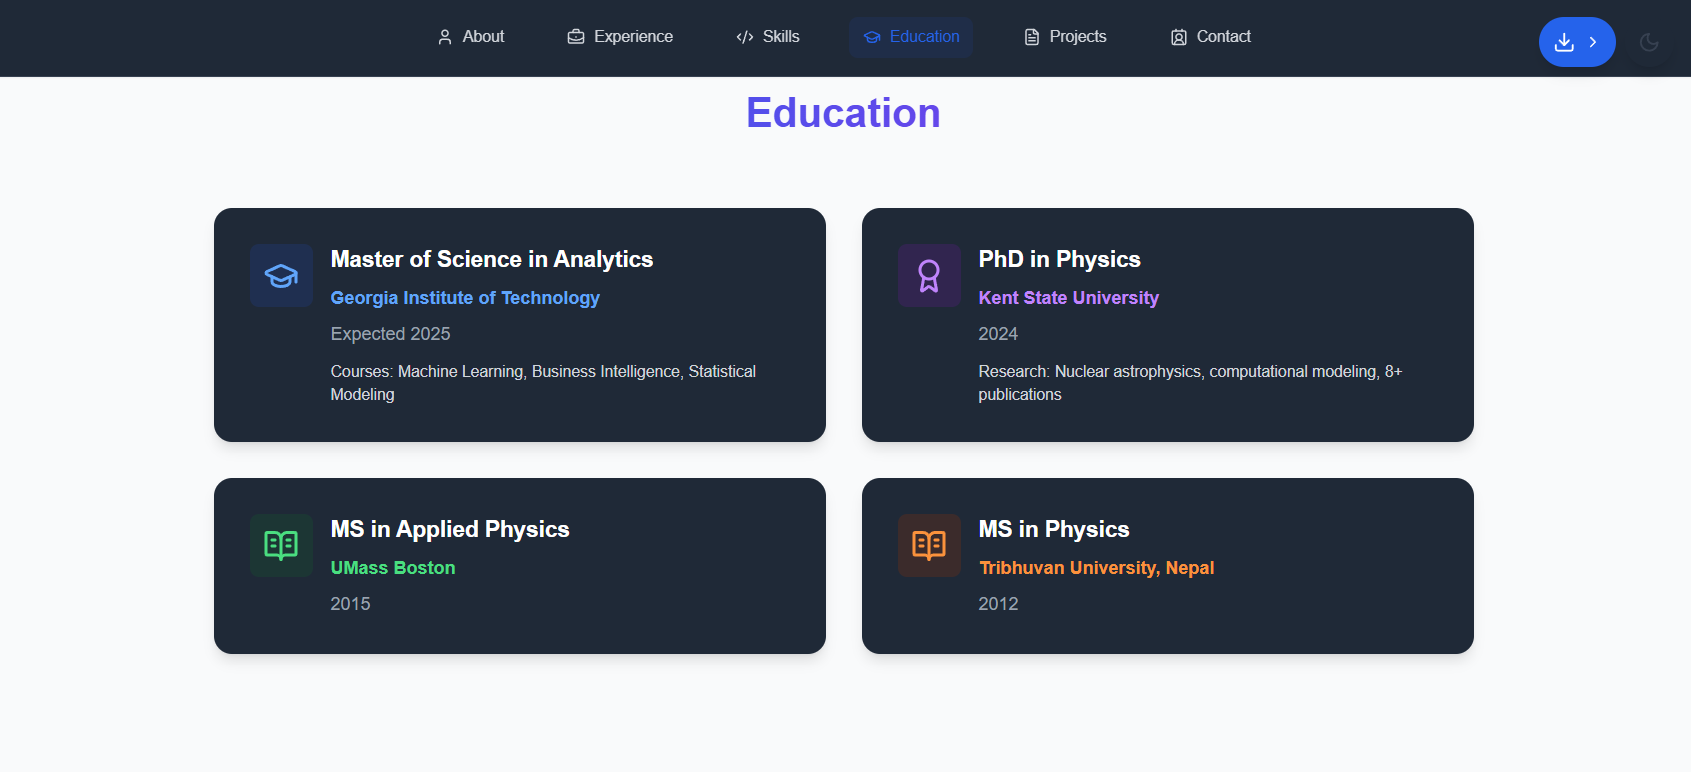 About
Experience
Skills
Education
Projects
Contact
Education
Master of Science in Analytics
Georgia Institute of Technology
Expected 2025
Courses: Machine Learning, Business Intelligence, Statistical
Modeling
PhD in Physics
Kent State University
2024
Research: Nuclear astrophysics, computational modeling, 8+
publications
MS in Applied Physics
UMass Boston
2015
MS in Physics
Tribhuvan University, Nepal
2012